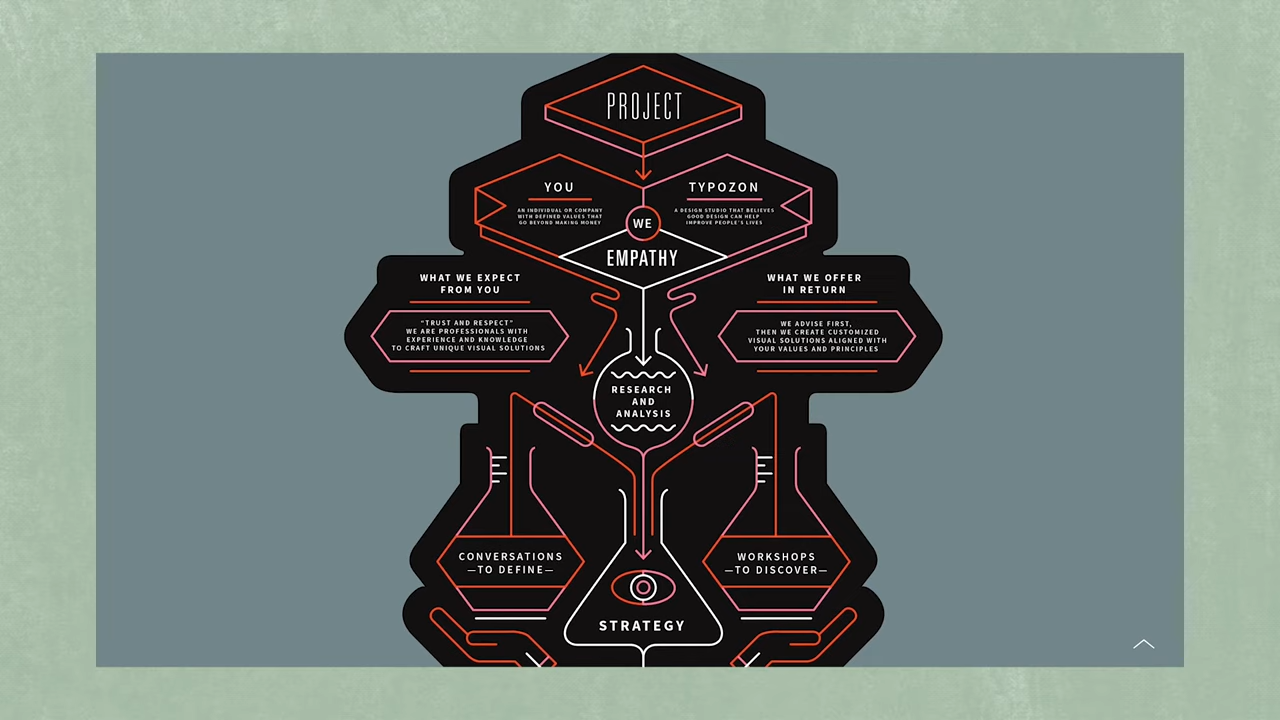 PROJECT
YOU
AN INDIVIDUAL OR COMPANY
WITH DEFINED VALUES THAT
GO BEYOND MAKING MONEY
TYPOZON
A DESIGN STUDIO THAT BELIEVES
GOOD DESIGN CAN HELP
IMPROVE PEOPLE'S LIVES
WE
EMPATHY
WHAT WE EXPECT
FROM YOU
"TRUST AND RESPECT"
WE ARE PROFESSIONALS WITH
EXPERIENCE AND KNOWLEDGE
TO CRAFT UNIQUE VISUAL SOLUTIONS
WHAT WE OFFER
IN RETURN
WE ADVISE FIRST,
THEN WE CREATE CUSTOMIZED
VISUAL SOLUTIONS ALIGNED WITH
YOUR VALUES AND PRINCIPLES
RESEARCH
AND
ANALYSIS
CONVERSATIONS
—TO DEFINE—
WORKSHOPS
—TO DISCOVER—
STRATEGY